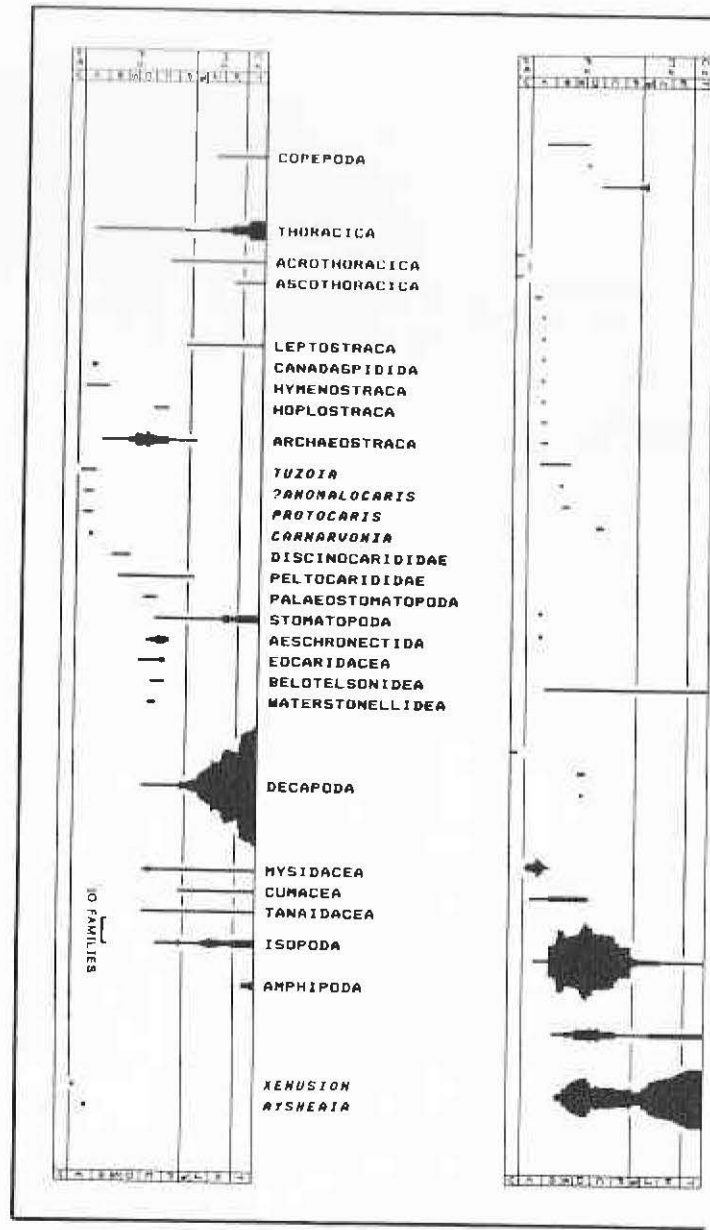 COPEPODA
THORACICA
ACROTHORACICA
ASCOTHORACICA
LEPTOSTRACA
CANADASPIDIDA
HYMENOSTRACA
HOPLOSTRACA
ARCHAEOSTRACA
TUZOIA
?ANOMALOCARIS
PROTOCARIS
CARNARVONIA
DISCINOCARIDIDAE
PELTOCARIDIDAE
PALAEOSTOMATOPODA
STOMATOPODA
AESCHRONECTIDA
EOCARIDACEA
BELOTELSONIDEA
WATERSTONELLIDEA
DECAPODA
MYSIDACEA
CUMACEA
TANAIDACEA
ISOPODA
AMPHIPODA
XENUSION
AYSHEAIA
10 FAMILIES